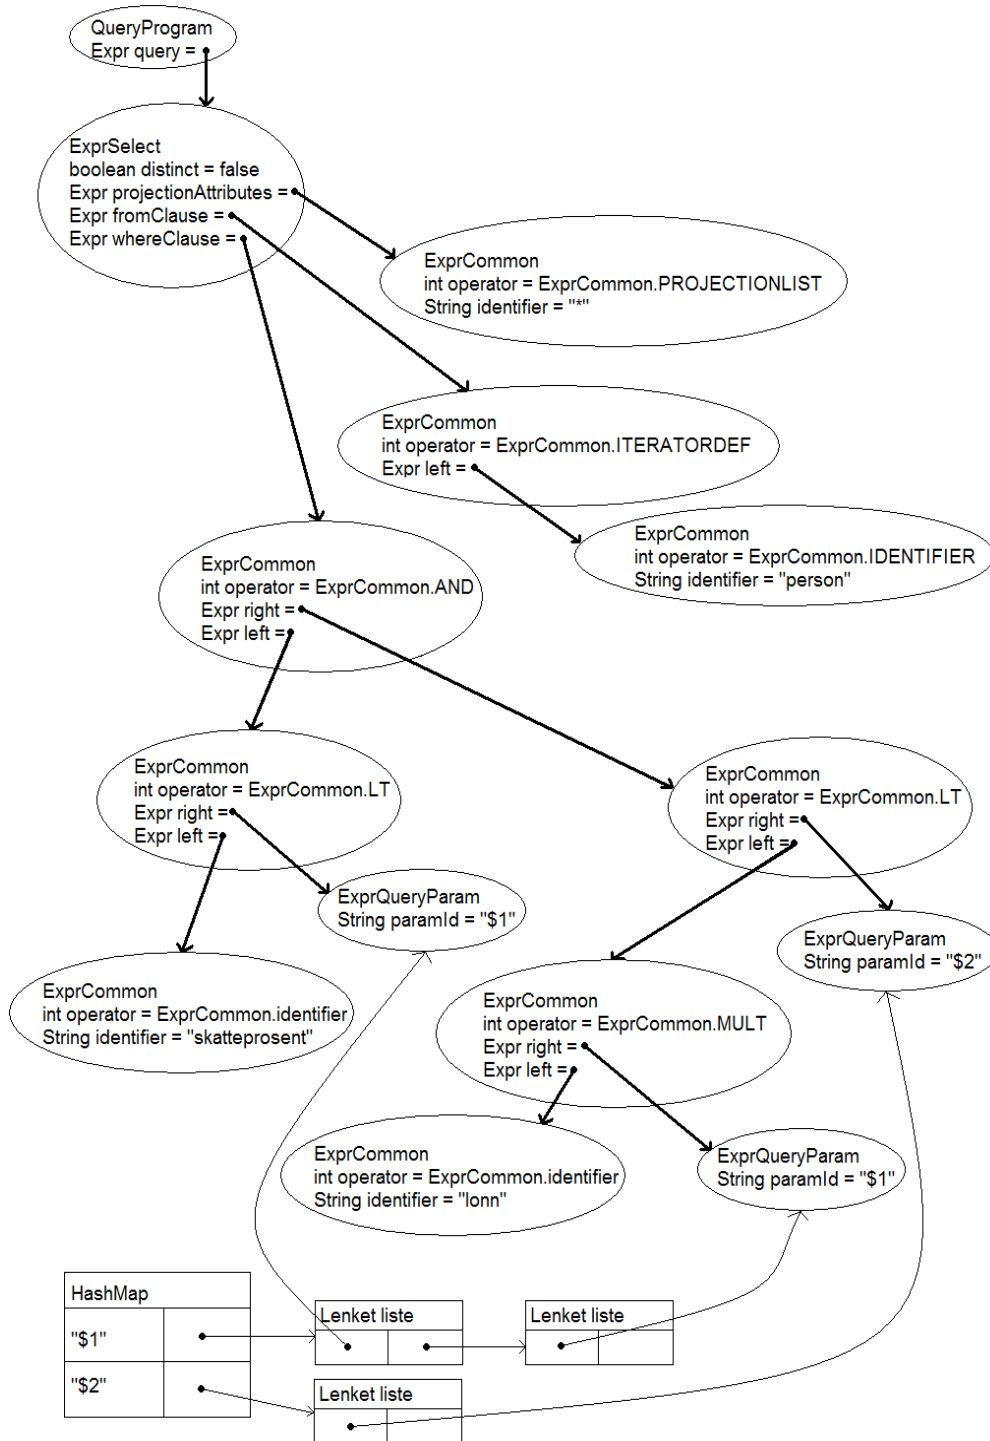 QueryProgram
Expr query =
ExprSelect
boolean distinct = false
Expr projectionAttributes =
Expr fromClause =
Expr whereClause =
ExprCommon
int operator = ExprCommon.PROJECTIONLIST
String identifier = "*"
ExprCommon
int operator = ExprCommon.ITERATORDEF
Expr left =
ExprCommon
int operator = ExprCommon.IDENTIFIER
String identifier = "person"
ExprCommon
int operator = ExprCommon.AND
Expr right =
Expr left =
ExprCommon
int operator = ExprCommon.LT
Expr right =
Expr left =
ExprCommon
int operator = ExprCommon.LT
Expr right =
Expr left =
ExprQueryParam
String paramId = "$1"
ExprQueryParam
String paramId = "$2"
ExprCommon
int operator = ExprCommon.identifier
String identifier = "skatteprosent"
ExprCommon
int operator = ExprCommon.MULT
Expr right =
Expr left =
ExprCommon
int operator = ExprCommon.identifier
String identifier = "lonn"
ExprQueryParam
String paramId = "$1"
HashMap
"$1"
"$2"
Lenket liste
Lenket liste
Lenket liste